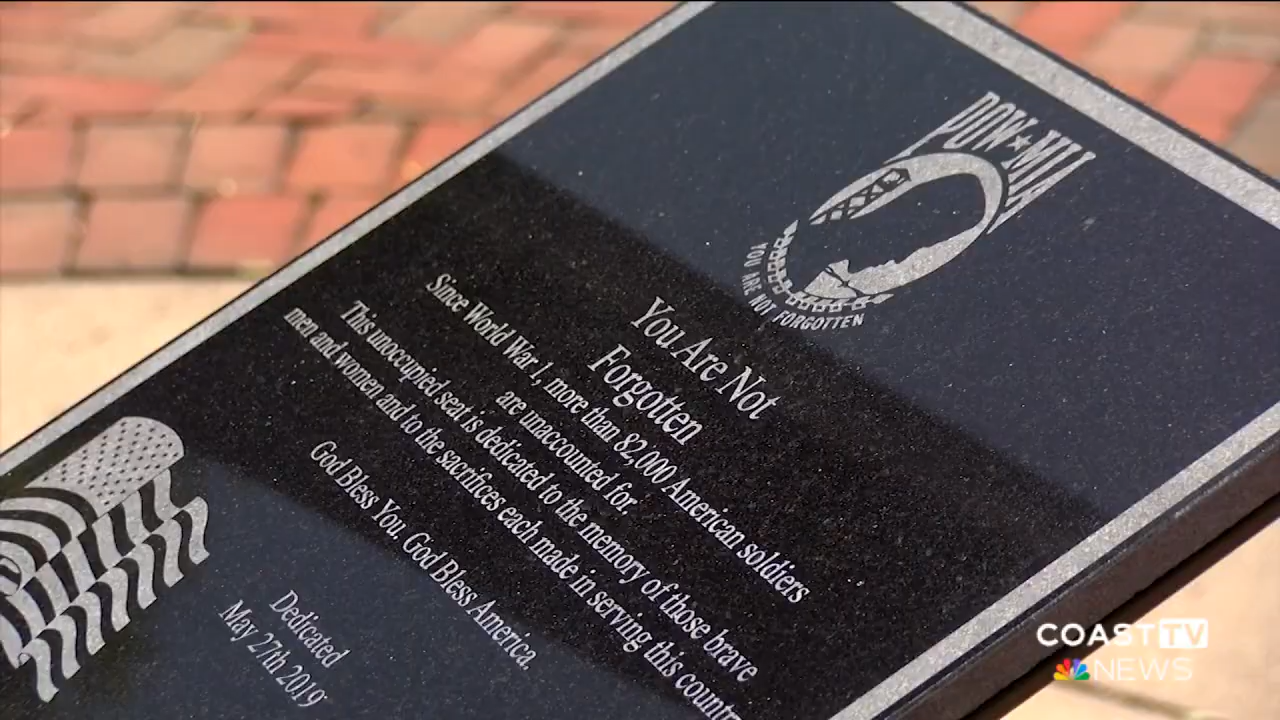 POW★MIA
YOU ARE NOT FORGOTTEN
You Are Not
Forgotten
Since World War 1, more than 82,000 American soldiers
are unaccounted for.
This unoccupied seat is dedicated to the memory of those brave
men and women and to the sacrifices each made in serving this
God Bless You. God Bless America.
Dedicated
May 27th 2019
COAST TV
NEWS